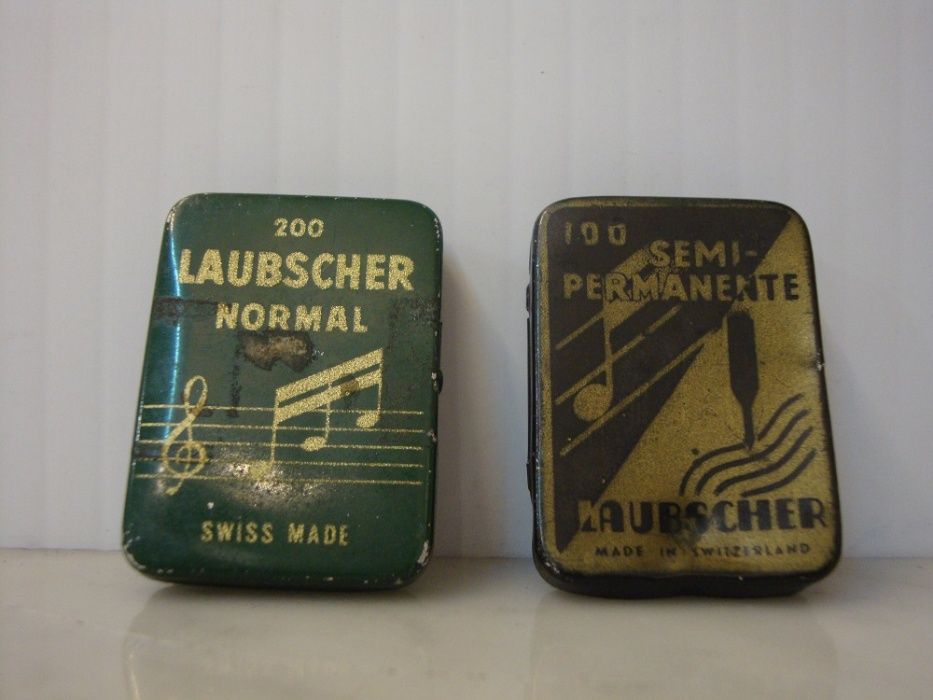 200
LAUBSCHER
NORMAL
SWISS MADE
100
SEMI-
PERMANENTE
LAUBSCHER
MADE IN SWITZERLAND